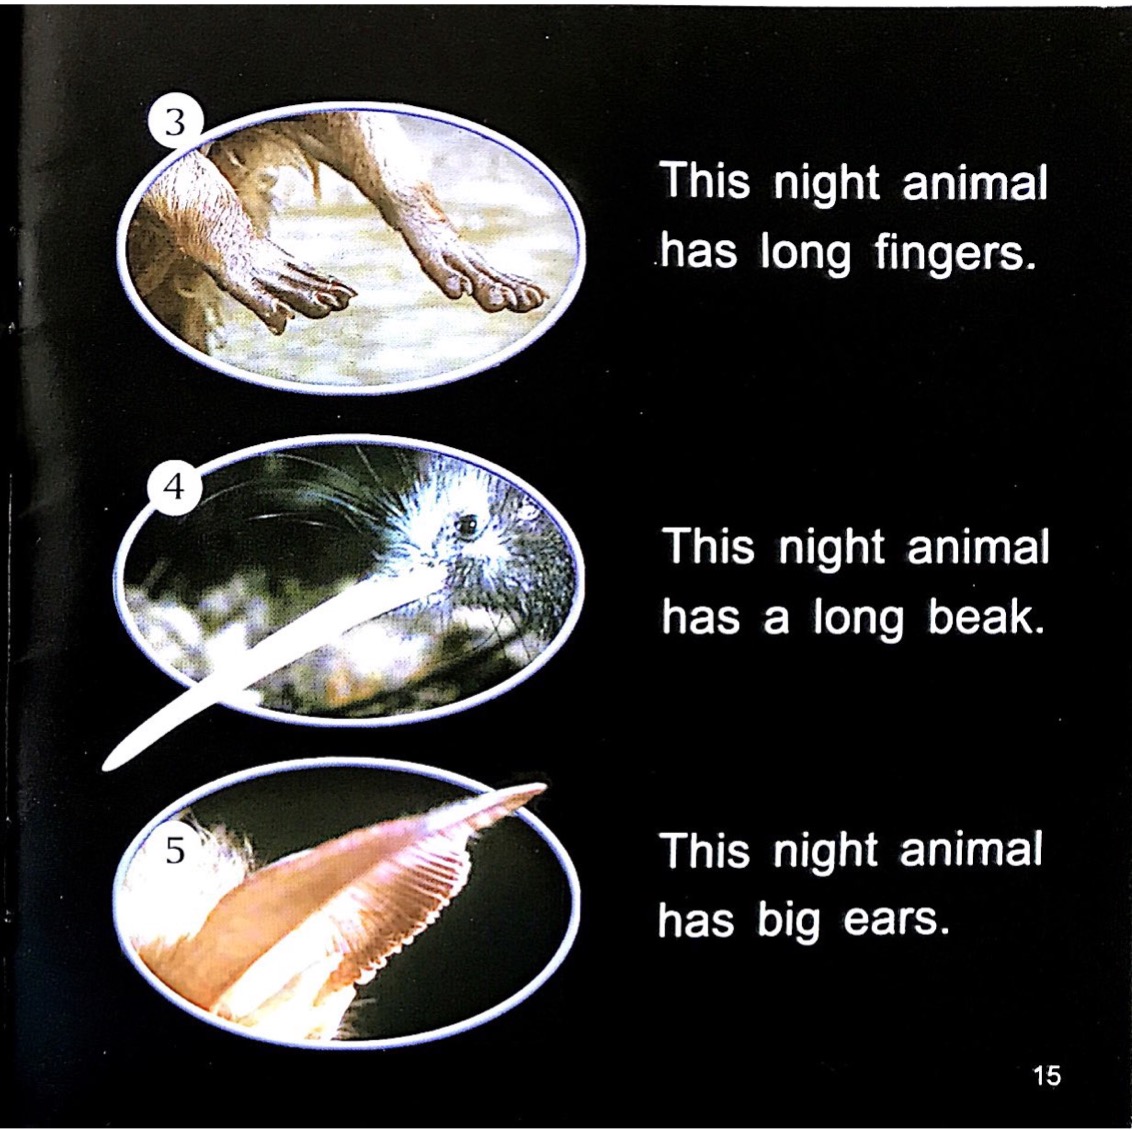 3
This night animal
has long fingers.
4
This night animal
has a long beak.
5
This night animal
has big ears.
15